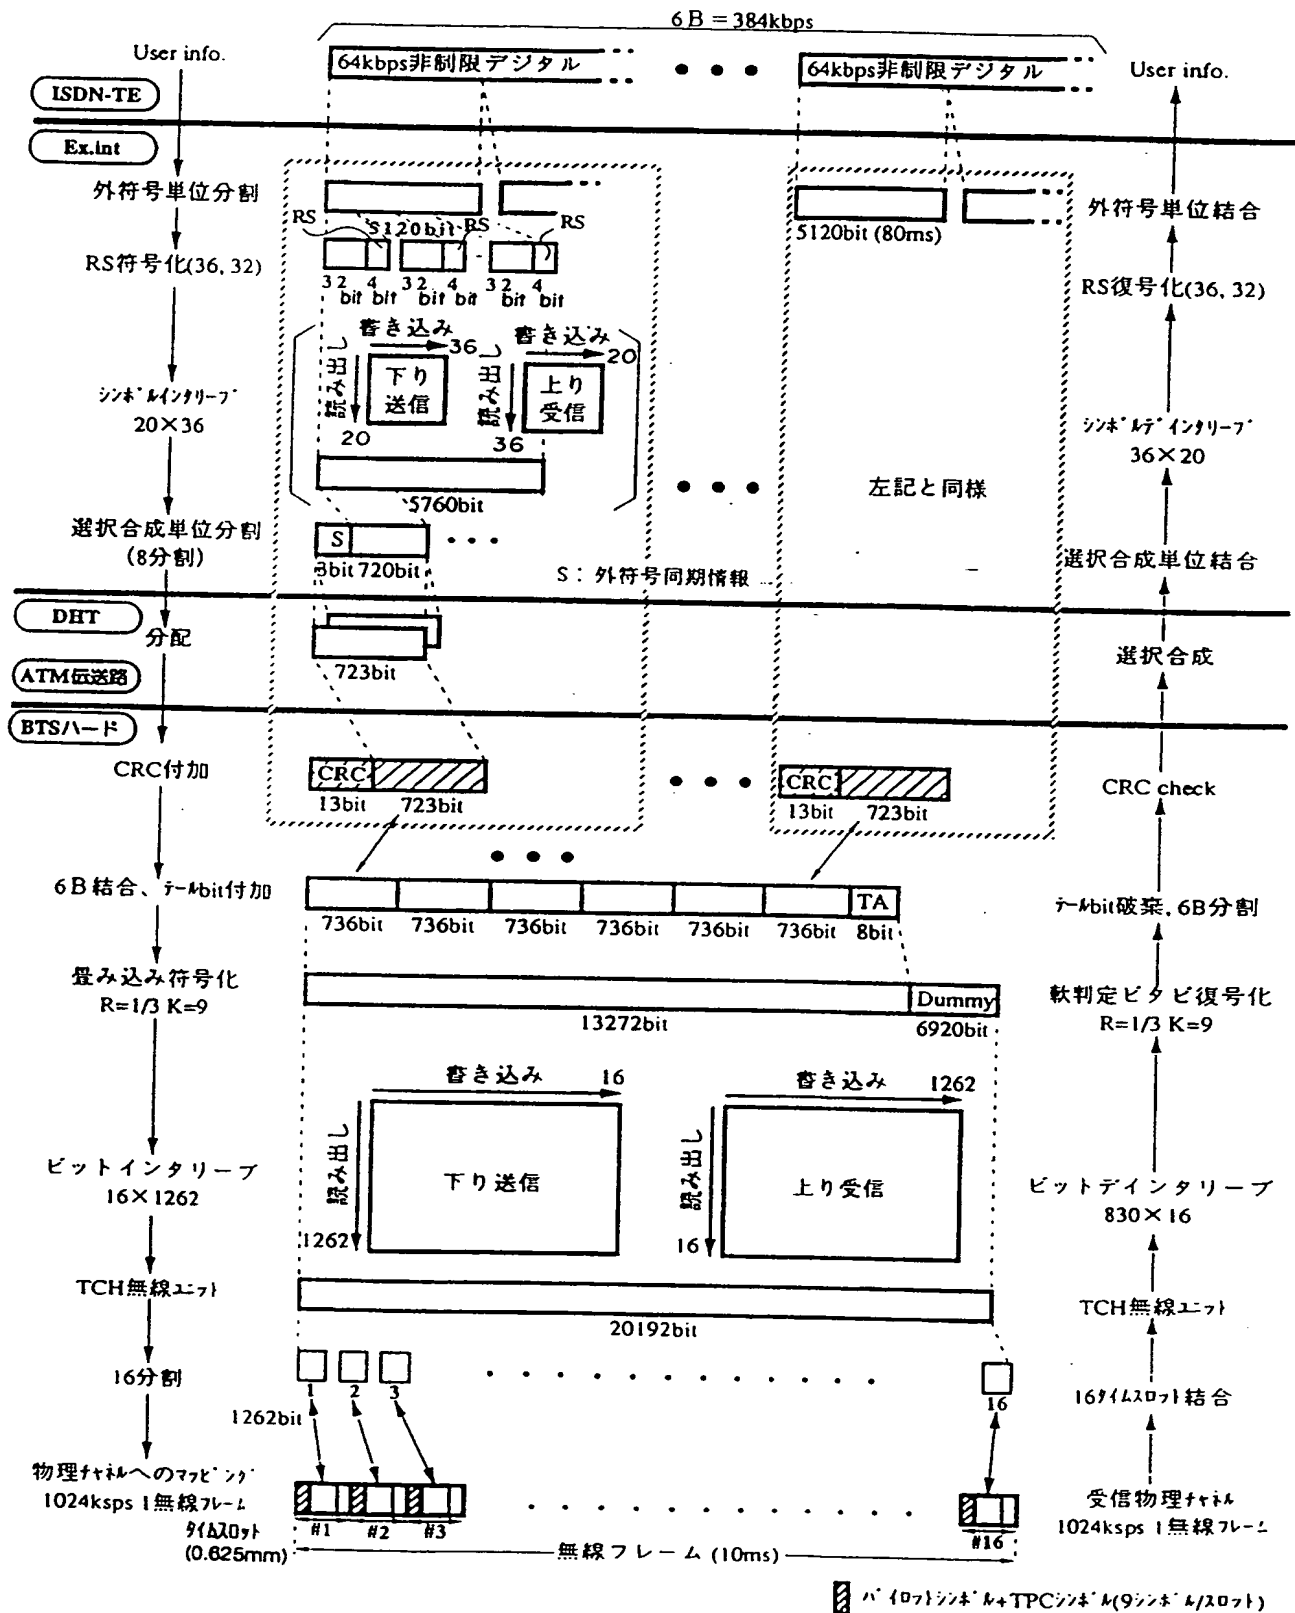 6B=384kbps
User info.
64kbps非制限デジタル
64kbps非制限デジタル
User info.
ISDN-TE
Ex.int
外符号単位分割
RS
5120bit
RS
RS
5120bit (80ms)
外符号単位結合
RS符号化(36, 32)
32bit 4bit 32bit 4bit 32bit 4bit
RS復号化(36, 32)
書き込み 36
書き込み 20
読み出し
下り送信
読み出し
上り受信
20
36
シンボルインタリーブ
20×36
シンボルデインタリーブ
36×20
5760bit
左記と同様
選択合成単位分割
(8分割)
S
3bit 720bit
S: 外符号同期情報
選択合成単位結合
DHT
分配
723bit
選択合成
ATM伝送路
BTSハード
CRC付加
CRC
13bit 723bit
CRC
13bit 723bit
CRC check
6B結合、テールbit付加
TA
736bit 736bit 736bit 736bit 736bit 736bit 8bit
テールbit破棄, 6B分割
畳み込み符号化
R=1/3 K=9
Dummy
13272bit
6920bit
軟判定ビタビ復号化
R=1/3 K=9
書き込み 16
書き込み 1262
読み出し
下り送信
読み出し
上り受信
1262
16
ビットインタリーブ
16×1262
ビットデインタリーブ
830×16
TCH無線ユニット
20192bit
TCH無線ユニット
16分割
1 2 3
16
1262bit
16タイムスロット結合
物理チャネルへのマッピング
1024ksps 1無線フレーム
タイムスロット
(0.625mm)
#1 #2 #3
#16
無線フレーム (10ms)
受信物理チャネル
1024ksps 1無線フレーム
パイロットシンボル+TPCシンボル(9シンボル/スロット)